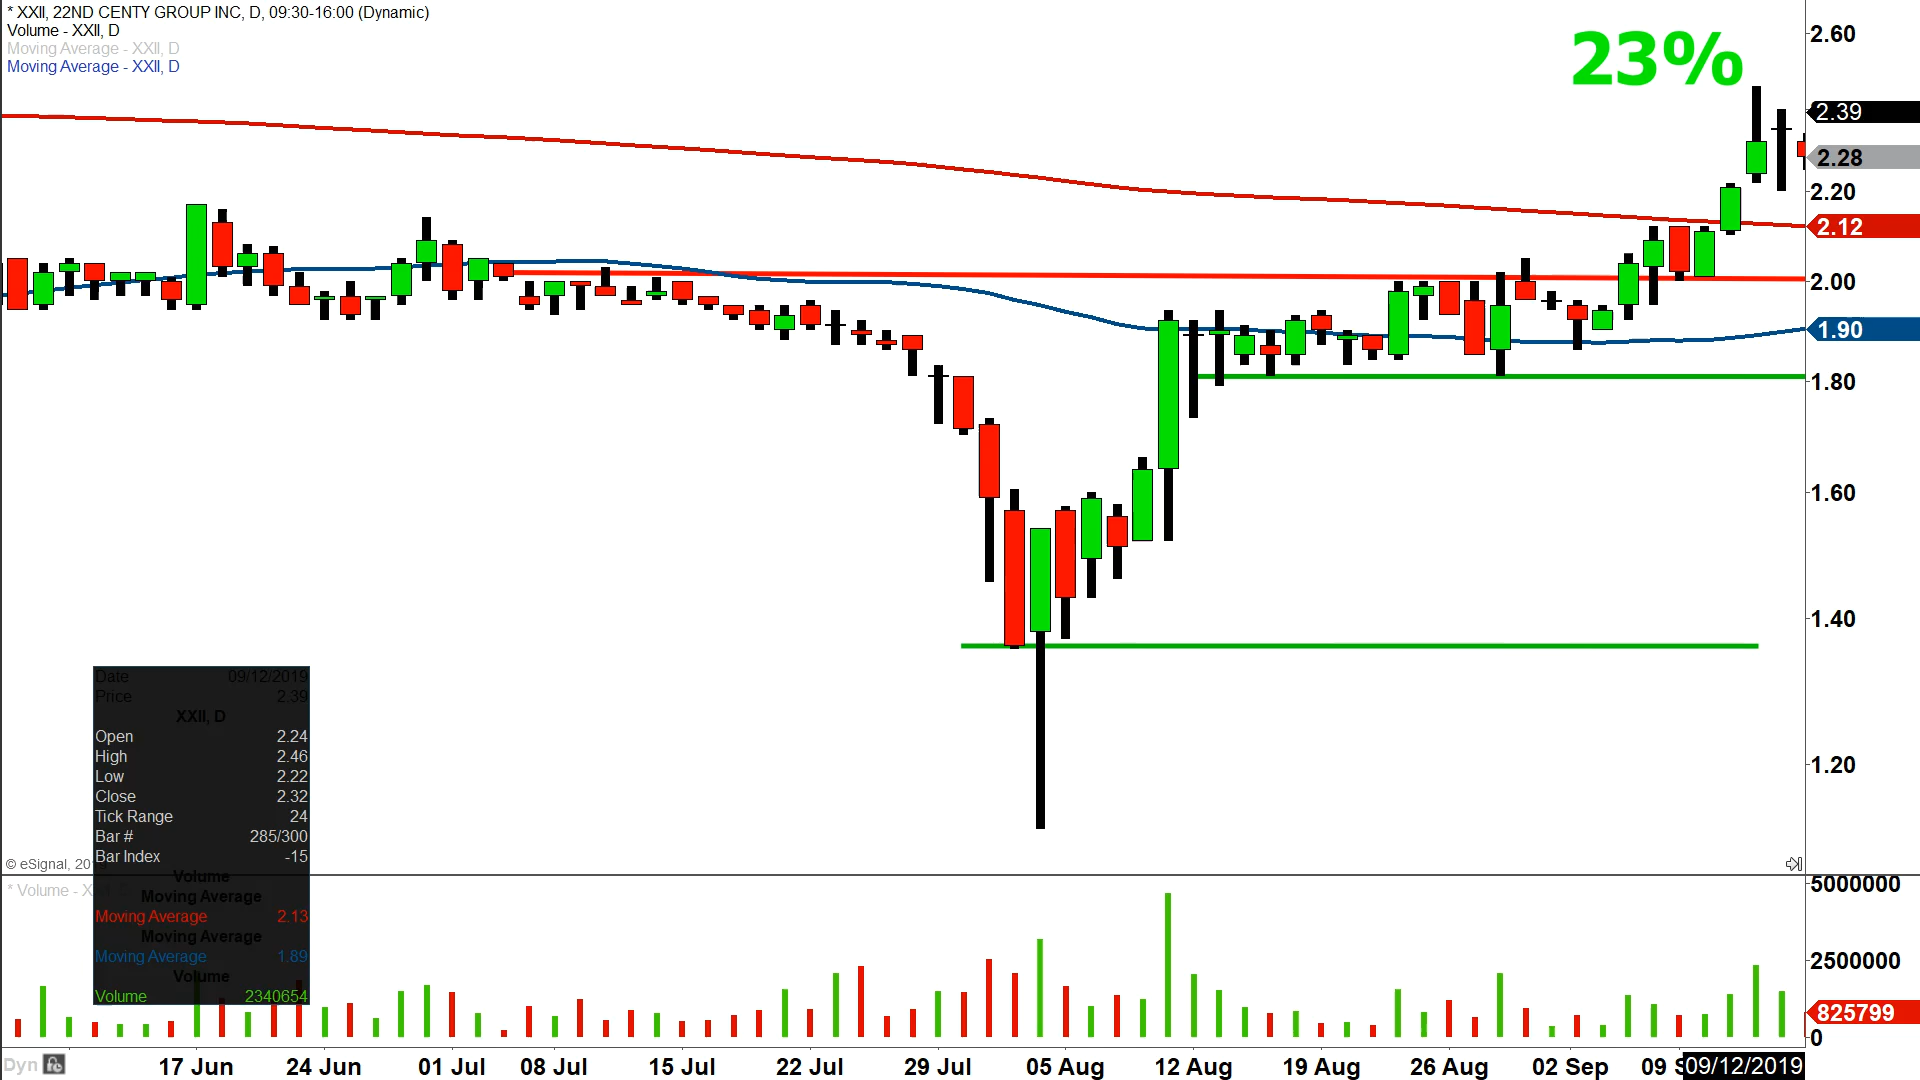 * XXII, 22ND CENTY GROUP INC, D, 09:30-16:00 (Dynamic)
Volume - XXII, D
Moving Average - XXII, D
Moving Average - XXII, D
23%
2.60
2.39
2.28
2.20
2.12
2.00
1.90
1.80
1.60
1.40
1.20
Date 09/12/2019
Price 2.39
XXII, D
Open 2.24
High 2.46
Low 2.22
Close 2.32
Tick Range 24
Bar # 285/300
Bar Index -15
Volume
Moving Average
Moving Average 2.13
Moving Average
Moving Average 1.89
Volume
Volume 2340654
© eSignal, 20
* Volume - X
5000000
2500000
825799
0
Dyn
17 Jun 24 Jun 01 Jul 08 Jul 15 Jul 22 Jul 29 Jul 05 Aug 12 Aug 19 Aug 26 Aug 02 Sep 09 S 09/12/2019